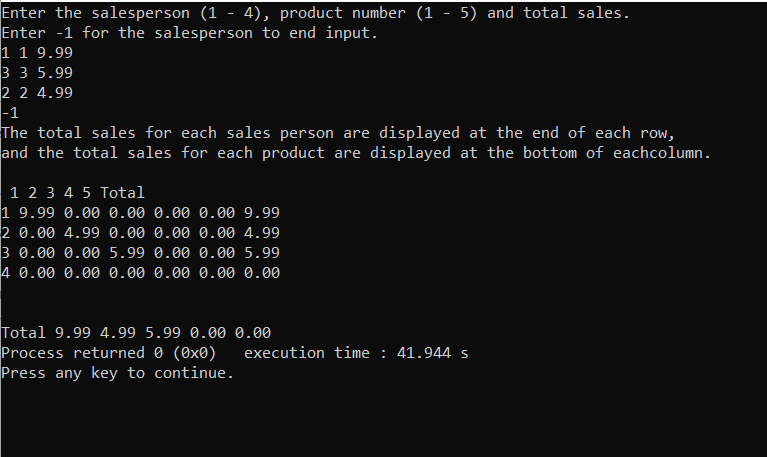 Enter the salesperson (1 - 4), product number (1 - 5) and total sales.
Enter -1 for the salesperson to end input.
1 1 9.99
3 3 5.99
2 2 4.99
-1
The total sales for each sales person are displayed at the end of each row,
and the total sales for each product are displayed at the bottom of eachcolumn.
1 2 3 4 5 Total
1 9.99 0.00 0.00 0.00 0.00 9.99
2 0.00 4.99 0.00 0.00 0.00 4.99
3 0.00 0.00 5.99 0.00 0.00 5.99
4 0.00 0.00 0.00 0.00 0.00 0.00
Total 9.99 4.99 5.99 0.00 0.00
Process returned 0 (0x0)   execution time : 41.944 s
Press any key to continue.